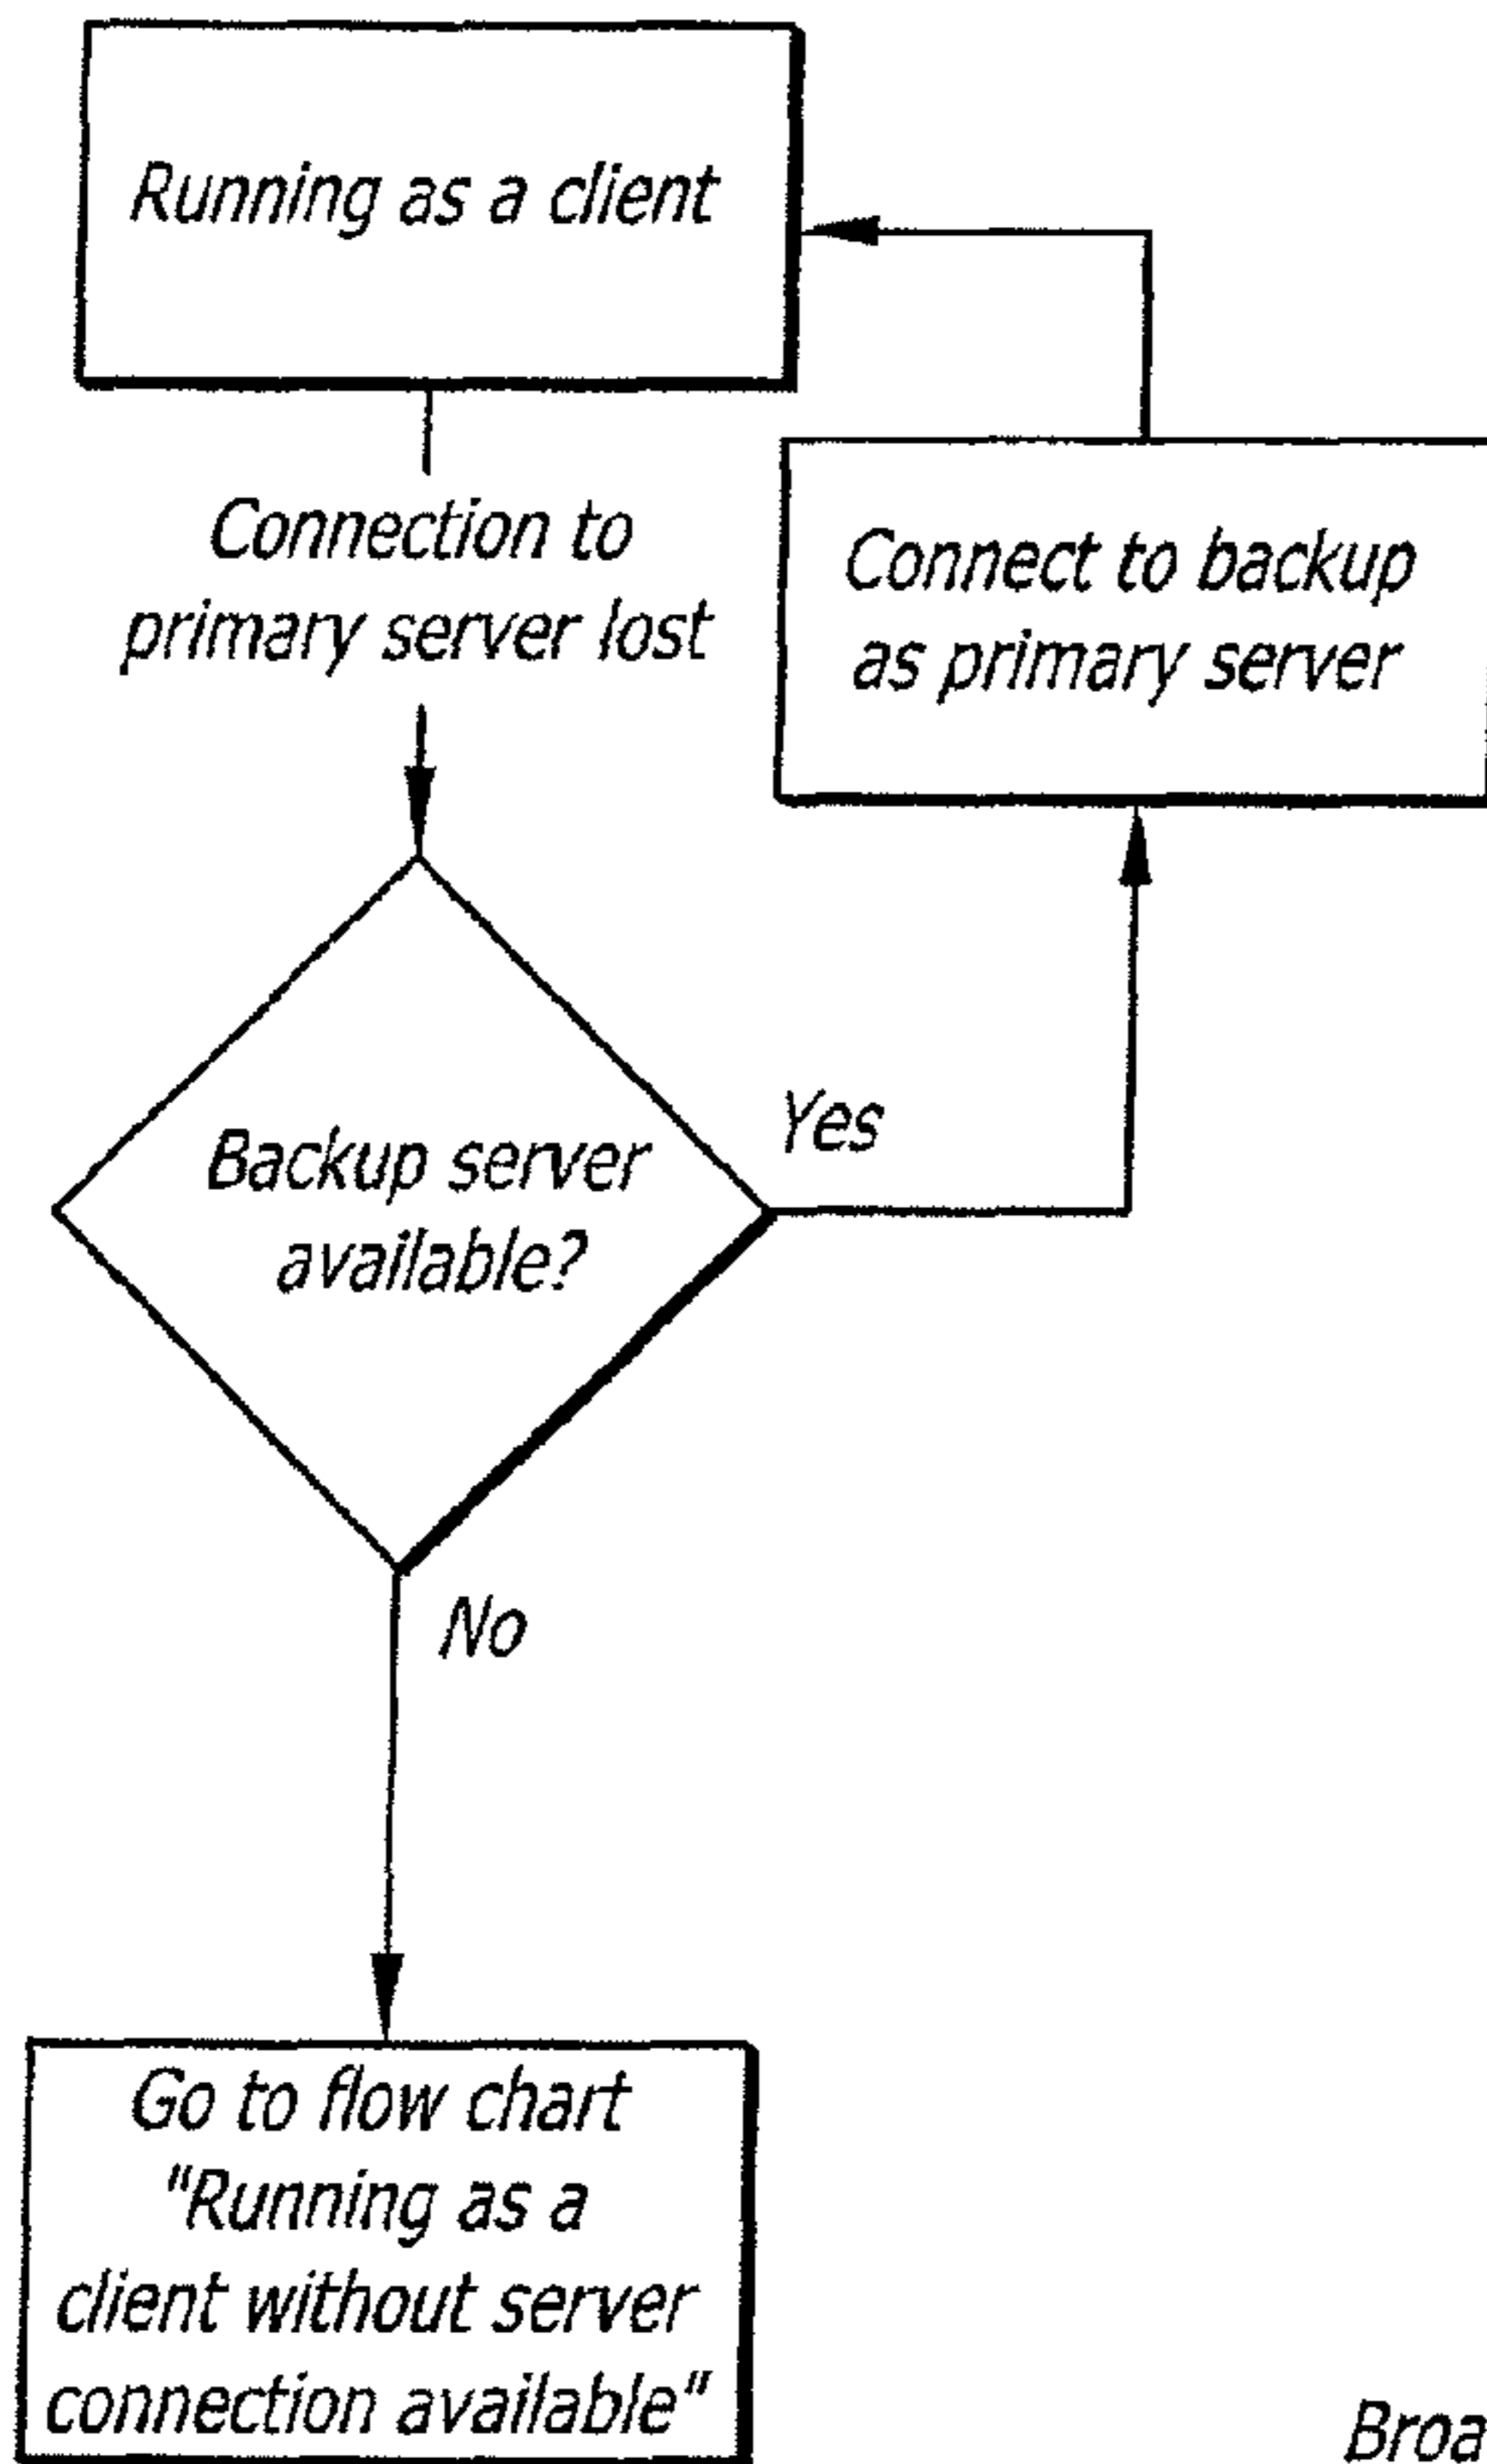 Running as a client
Connection to
primary server lost
Connect to backup
as primary server
Backup server
available?
Yes
No
Go to flow chart
"Running as a
client without server
connection available"